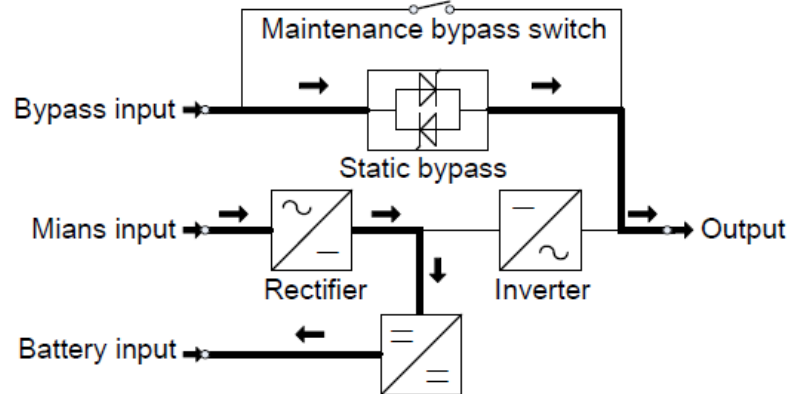 Maintenance bypass switch
Bypass input
Static bypass
Mians input
Output
Rectifier
Inverter
Battery input